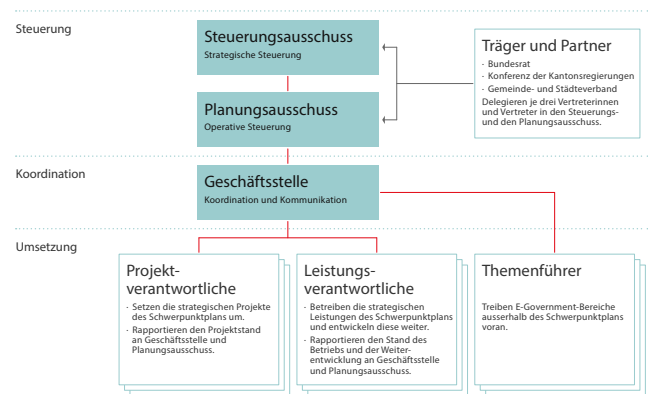 Steuerung
Steuerungsausschuss
Strategische Steuerung
Planungsausschuss
Operative Steuerung
Träger und Partner
· Bundesrat
· Konferenz der Kantonsregierungen
· Gemeinde- und Städteverband
Delegieren je drei Vertreterinnen
und Vertreter in den Steuerungs-
und den Planungsausschuss.
Koordination
Geschäftsstelle
Koordination und Kommunikation
Umsetzung
Projekt-
verantwortliche
· Setzen die strategischen Projekte
des Schwerpunktplans um.
· Rapportieren den Projektstand
an Geschäftsstelle und
Planungsausschuss.
Leistungs-
verantwortliche
· Betreiben die strategischen
Leistungen des Schwerpunktplans
und entwickeln diese weiter.
· Rapportieren den Stand des
Betriebs und der Weiter-
entwicklung an Geschäftsstelle
und Planungsausschuss.
Themenführer
Treiben E-Government-Bereiche
ausserhalb des Schwerpunktplans
voran.